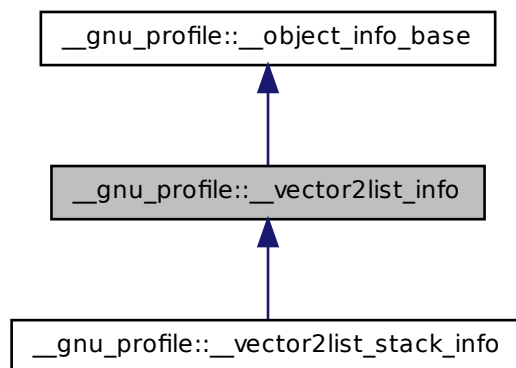 __gnu_profile::__object_info_base
__gnu_profile::__vector2list_info
__gnu_profile::__vector2list_stack_info